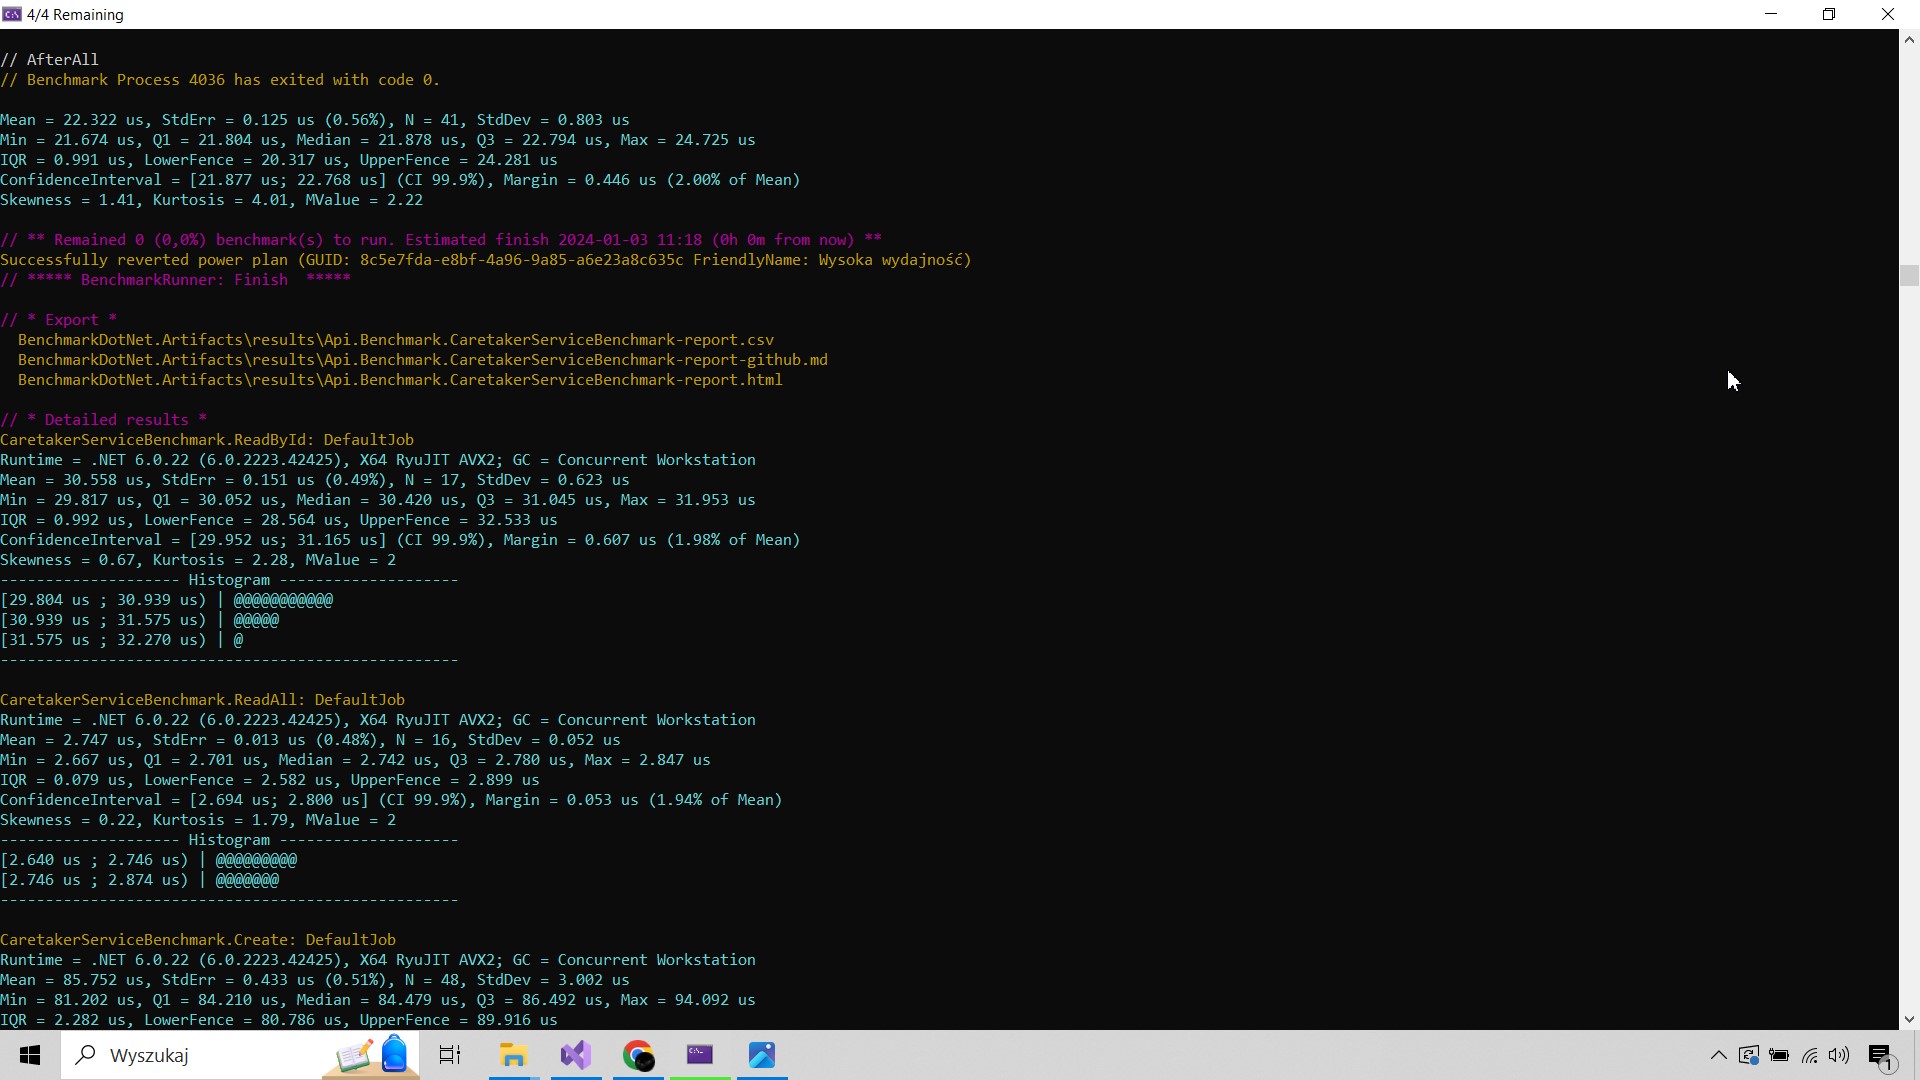 4/4 Remaining
// AfterAll
// Benchmark Process 4036 has exited with code 0.
Mean = 22.322 us, StdErr = 0.125 us (0.56%), N = 41, StdDev = 0.803 us
Min = 21.674 us, Q1 = 21.804 us, Median = 21.878 us, Q3 = 22.794 us, Max = 24.725 us
IQR = 0.991 us, LowerFence = 20.317 us, UpperFence = 24.281 us
ConfidenceInterval = [21.877 us; 22.768 us] (CI 99.9%), Margin = 0.446 us (2.00% of Mean)
Skewness = 1.41, Kurtosis = 4.01, MValue = 2.22
// ** Remained 0 (0,0%) benchmark(s) to run. Estimated finish 2024-01-03 11:18 (0h 0m from now) **
Successfully reverted power plan (GUID: 8c5e7fda-e8bf-4a96-9a85-a6e23a8c635c FriendlyName: Wysoka wydajność)
// ***** BenchmarkRunner: Finish  *****
// * Export *
BenchmarkDotNet.Artifacts\results\Api.Benchmark.CaretakerServiceBenchmark-report.csv
BenchmarkDotNet.Artifacts\results\Api.Benchmark.CaretakerServiceBenchmark-report-github.md
BenchmarkDotNet.Artifacts\results\Api.Benchmark.CaretakerServiceBenchmark-report.html
// * Detailed results *
CaretakerServiceBenchmark.ReadById: DefaultJob
Runtime = .NET 6.0.22 (6.0.2223.42425), X64 RyuJIT AVX2; GC = Concurrent Workstation
Mean = 30.558 us, StdErr = 0.151 us (0.49%), N = 17, StdDev = 0.623 us
Min = 29.817 us, Q1 = 30.052 us, Median = 30.420 us, Q3 = 31.045 us, Max = 31.953 us
IQR = 0.992 us, LowerFence = 28.564 us, UpperFence = 32.533 us
ConfidenceInterval = [29.952 us; 31.165 us] (CI 99.9%), Margin = 0.607 us (1.98% of Mean)
Skewness = 0.67, Kurtosis = 2.28, MValue = 2
-------------------- Histogram --------------------
[29.804 us ; 30.939 us) | @@@@@@@@@@@
[30.939 us ; 31.575 us) | @@@@@
[31.575 us ; 32.270 us) | @
---------------------------------------------------
CaretakerServiceBenchmark.ReadAll: DefaultJob
Runtime = .NET 6.0.22 (6.0.2223.42425), X64 RyuJIT AVX2; GC = Concurrent Workstation
Mean = 2.747 us, StdErr = 0.013 us (0.48%), N = 16, StdDev = 0.052 us
Min = 2.667 us, Q1 = 2.701 us, Median = 2.742 us, Q3 = 2.780 us, Max = 2.847 us
IQR = 0.079 us, LowerFence = 2.582 us, UpperFence = 2.899 us
ConfidenceInterval = [2.694 us; 2.800 us] (CI 99.9%), Margin = 0.053 us (1.94% of Mean)
Skewness = 0.22, Kurtosis = 1.79, MValue = 2
-------------------- Histogram --------------------
[2.640 us ; 2.746 us) | @@@@@@@@@
[2.746 us ; 2.874 us) | @@@@@@@
---------------------------------------------------
CaretakerServiceBenchmark.Create: DefaultJob
Runtime = .NET 6.0.22 (6.0.2223.42425), X64 RyuJIT AVX2; GC = Concurrent Workstation
Mean = 85.752 us, StdErr = 0.433 us (0.51%), N = 48, StdDev = 3.002 us
Min = 81.202 us, Q1 = 84.210 us, Median = 84.479 us, Q3 = 86.492 us, Max = 94.092 us
IQR = 2.282 us, LowerFence = 80.786 us, UpperFence = 89.916 us
Wyszukaj
1